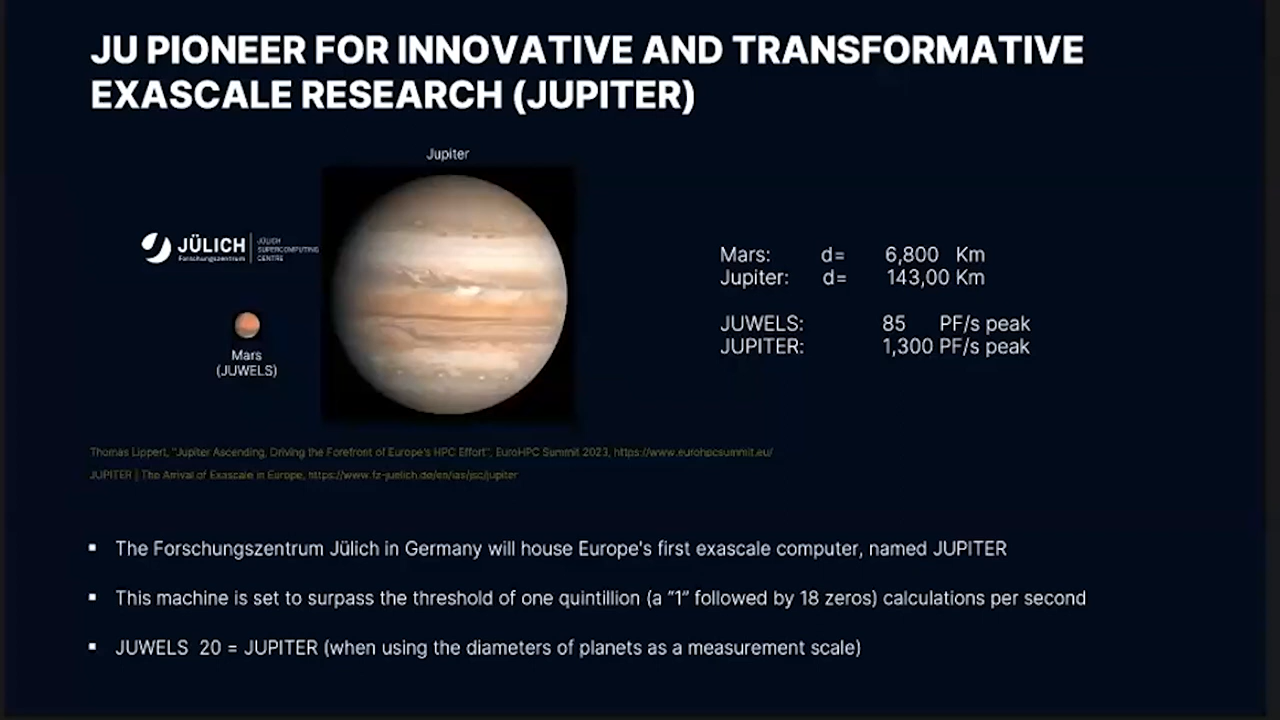 JU PIONEER FOR INNOVATIVE AND TRANSFORMATIVE
EXASCALE RESEARCH (JUPITER)
Jupiter
JÜLICH
Forschungszentrum
JÜLICH
SUPERCOMPUTING
CENTRE
Mars
(JUWELS)
Mars: d= 6,800 Km
Jupiter: d= 143,00 Km
JUWELS: 85 PF/s peak
JUPITER: 1,300 PF/s peak
Thomas Lippert, "Jupiter Ascending, Driving the Forefront of Europe's HPC Effort", EuroHPC Summit 2023, https://www.eurohpcsummit.eu/
JUPITER | The Arrival of Exascale in Europe, https://www.fz-juelich.de/en/ias/jsc/jupiter
▪ The Forschungszentrum Jülich in Germany will house Europe's first exascale computer, named JUPITER
▪ This machine is set to surpass the threshold of one quintillion (a "1" followed by 18 zeros) calculations per second
▪ JUWELS 20 = JUPITER (when using the diameters of planets as a measurement scale)